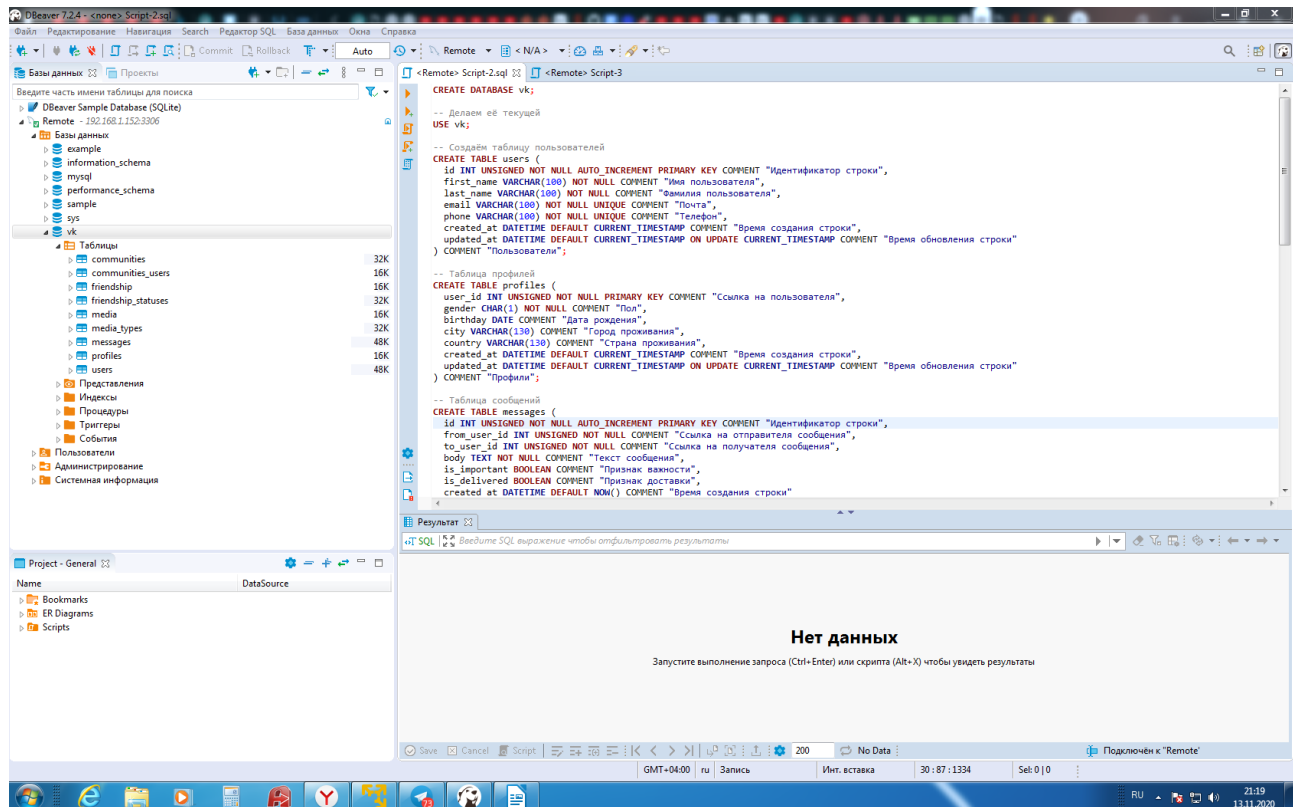 DBeaver 7.2.4 - <none> Script-2.sql
Файл Редактирование Навигация Search Редактор SQL База данных Окна Справка
Commit Rollback Auto Remote < N/A >
Базы данных Проекты
Введите часть имени таблицы для поиска
DBeaver Sample Database (SQLite)
Remote - 192.168.1.152:3306
Базы данных
example
information_schema
mysql
performance_schema
sample
sys
vk
Таблицы
communities 32K
communities_users 16K
friendship 16K
friendship_statuses 32K
media 16K
media_types 32K
messages 48K
profiles 16K
users 48K
Представления
Индексы
Процедуры
Триггеры
События
Пользователи
Администрирование
Системная информация
Project - General
Name DataSource
Bookmarks
ER Diagrams
Scripts
<Remote> Script-2.sql <Remote> Script-3
CREATE DATABASE vk;
-- Делаем её текущей
USE vk;
-- Создаём таблицу пользователей
CREATE TABLE users (
id INT UNSIGNED NOT NULL AUTO_INCREMENT PRIMARY KEY COMMENT "Идентификатор строки",
first_name VARCHAR(100) NOT NULL COMMENT "Имя пользователя",
last_name VARCHAR(100) NOT NULL COMMENT "Фамилия пользователя",
email VARCHAR(100) NOT NULL UNIQUE COMMENT "Почта",
phone VARCHAR(100) NOT NULL UNIQUE COMMENT "Телефон",
created_at DATETIME DEFAULT CURRENT_TIMESTAMP COMMENT "Время создания строки",
updated_at DATETIME DEFAULT CURRENT_TIMESTAMP ON UPDATE CURRENT_TIMESTAMP COMMENT "Время обновления строки"
) COMMENT "Пользователи";
-- Таблица профилей
CREATE TABLE profiles (
user_id INT UNSIGNED NOT NULL PRIMARY KEY COMMENT "Ссылка на пользователя",
gender CHAR(1) NOT NULL COMMENT "Пол",
birthday DATE COMMENT "Дата рождения",
city VARCHAR(130) COMMENT "Город проживания",
country VARCHAR(130) COMMENT "Страна проживания",
created_at DATETIME DEFAULT CURRENT_TIMESTAMP COMMENT "Время создания строки",
updated_at DATETIME DEFAULT CURRENT_TIMESTAMP ON UPDATE CURRENT_TIMESTAMP COMMENT "Время обновления строки"
) COMMENT "Профили";
-- Таблица сообщений
CREATE TABLE messages (
id INT UNSIGNED NOT NULL AUTO_INCREMENT PRIMARY KEY COMMENT "Идентификатор строки",
from_user_id INT UNSIGNED NOT NULL COMMENT "Ссылка на отправителя сообщения",
to_user_id INT UNSIGNED NOT NULL COMMENT "Ссылка на получателя сообщения",
body TEXT NOT NULL COMMENT "Текст сообщения",
is_important BOOLEAN COMMENT "Признак важности",
is_delivered BOOLEAN COMMENT "Признак доставки",
created_at DATETIME DEFAULT NOW() COMMENT "Время создания строки"
Результат
SQL Введите SQL выражение чтобы отфильтровать результаты
Нет данных
Запустите выполнение запроса (Ctrl+Enter) или скрипта (Alt+X) чтобы увидеть результаты
Save Cancel Script 200 No Data Подключён к "Remote"
GMT+04:00 ru Запись Инт. вставка 30 : 87 : 1334 Sel: 0 | 0
RU 21:19
13.11.2020